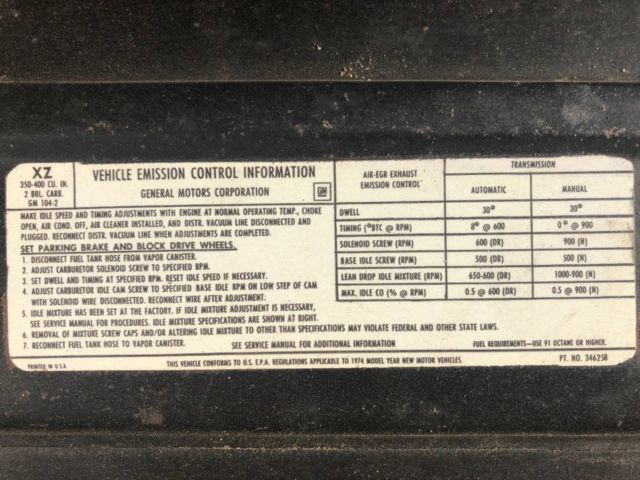 XZ
350-400 CU. IN.
2 BBL. CARB.
GM 104-2
VEHICLE EMISSION CONTROL INFORMATION
GENERAL MOTORS CORPORATION GM
MAKE IDLE SPEED AND TIMING ADJUSTMENTS WITH ENGINE AT NORMAL OPERATING TEMP., CHOKE
OPEN, AIR COND. OFF, AIR CLEANER INSTALLED, AND DISTR. VACUUM LINE DISCONNECTED AND
PLUGGED. RECONNECT DISTR. VACUUM LINE WHEN ADJUSTMENTS ARE COMPLETED.
SET PARKING BRAKE AND BLOCK DRIVE WHEELS.
1. DISCONNECT FUEL TANK HOSE FROM VAPOR CANISTER.
2. ADJUST CARBURETOR SOLENOID SCREW TO SPECIFIED RPM.
3. SET DWELL AND TIMING AT SPECIFIED RPM. RESET IDLE SPEED IF NECESSARY.
4. ADJUST CARBURETOR IDLE CAM SCREW TO SPECIFIED BASE IDLE RPM ON LOW STEP OF CAM
WITH SOLENOID WIRE DISCONNECTED. RECONNECT WIRE AFTER ADJUSTMENT.
5. IDLE MIXTURE HAS BEEN SET AT THE FACTORY. IF IDLE MIXTURE ADJUSTMENT IS NECESSARY,
SEE SERVICE MANUAL FOR PROCEDURES. IDLE MIXTURE SPECIFICATIONS ARE SHOWN AT RIGHT.
6. REMOVAL OF MIXTURE SCREW CAPS AND/OR ALTERING IDLE MIXTURE TO OTHER THAN SPECIFICATIONS MAY VIOLATE FEDERAL AND OTHER STATE LAWS.
7. RECONNECT FUEL TANK HOSE TO VAPOR CANISTER. SEE SERVICE MANUAL FOR ADDITIONAL INFORMATION
AIR-EGR EXHAUST
EMISSION CONTROL
TRANSMISSION
AUTOMATIC MANUAL
DWELL 30° 30°
TIMING (°BTC @ RPM) 8° @ 600 0° @ 900
SOLENOID SCREW (RPM) 600 (DR) 900 (N)
BASE IDLE SCREW (RPM) 500 (DR) 500 (N)
LEAN DROP IDLE MIXTURE (RPM) 650-600 (DR) 1000-900 (N)
MAX. IDLE CO (% @ RPM) 0.5 @ 600 (DR) 0.5 @ 900 (N)
FUEL REQUIREMENTS—USE 91 OCTANE OR HIGHER.
PRINTED IN U.S.A. THIS VEHICLE CONFORMS TO U.S. E.P.A. REGULATIONS APPLICABLE TO 1974 MODEL YEAR NEW MOTOR VEHICLES. PT. NO. 346258